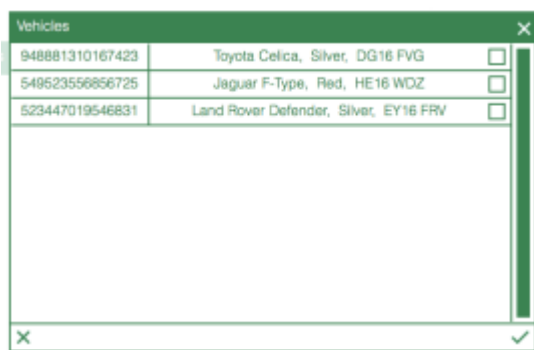 Vehicles
948881310167423 Toyota Celica, Silver, DG16 FVG
549523556856725 Jaguar F-Type, Red, HE16 WDZ
523447019546831 Land Rover Defender, Silver, EY16 FRV